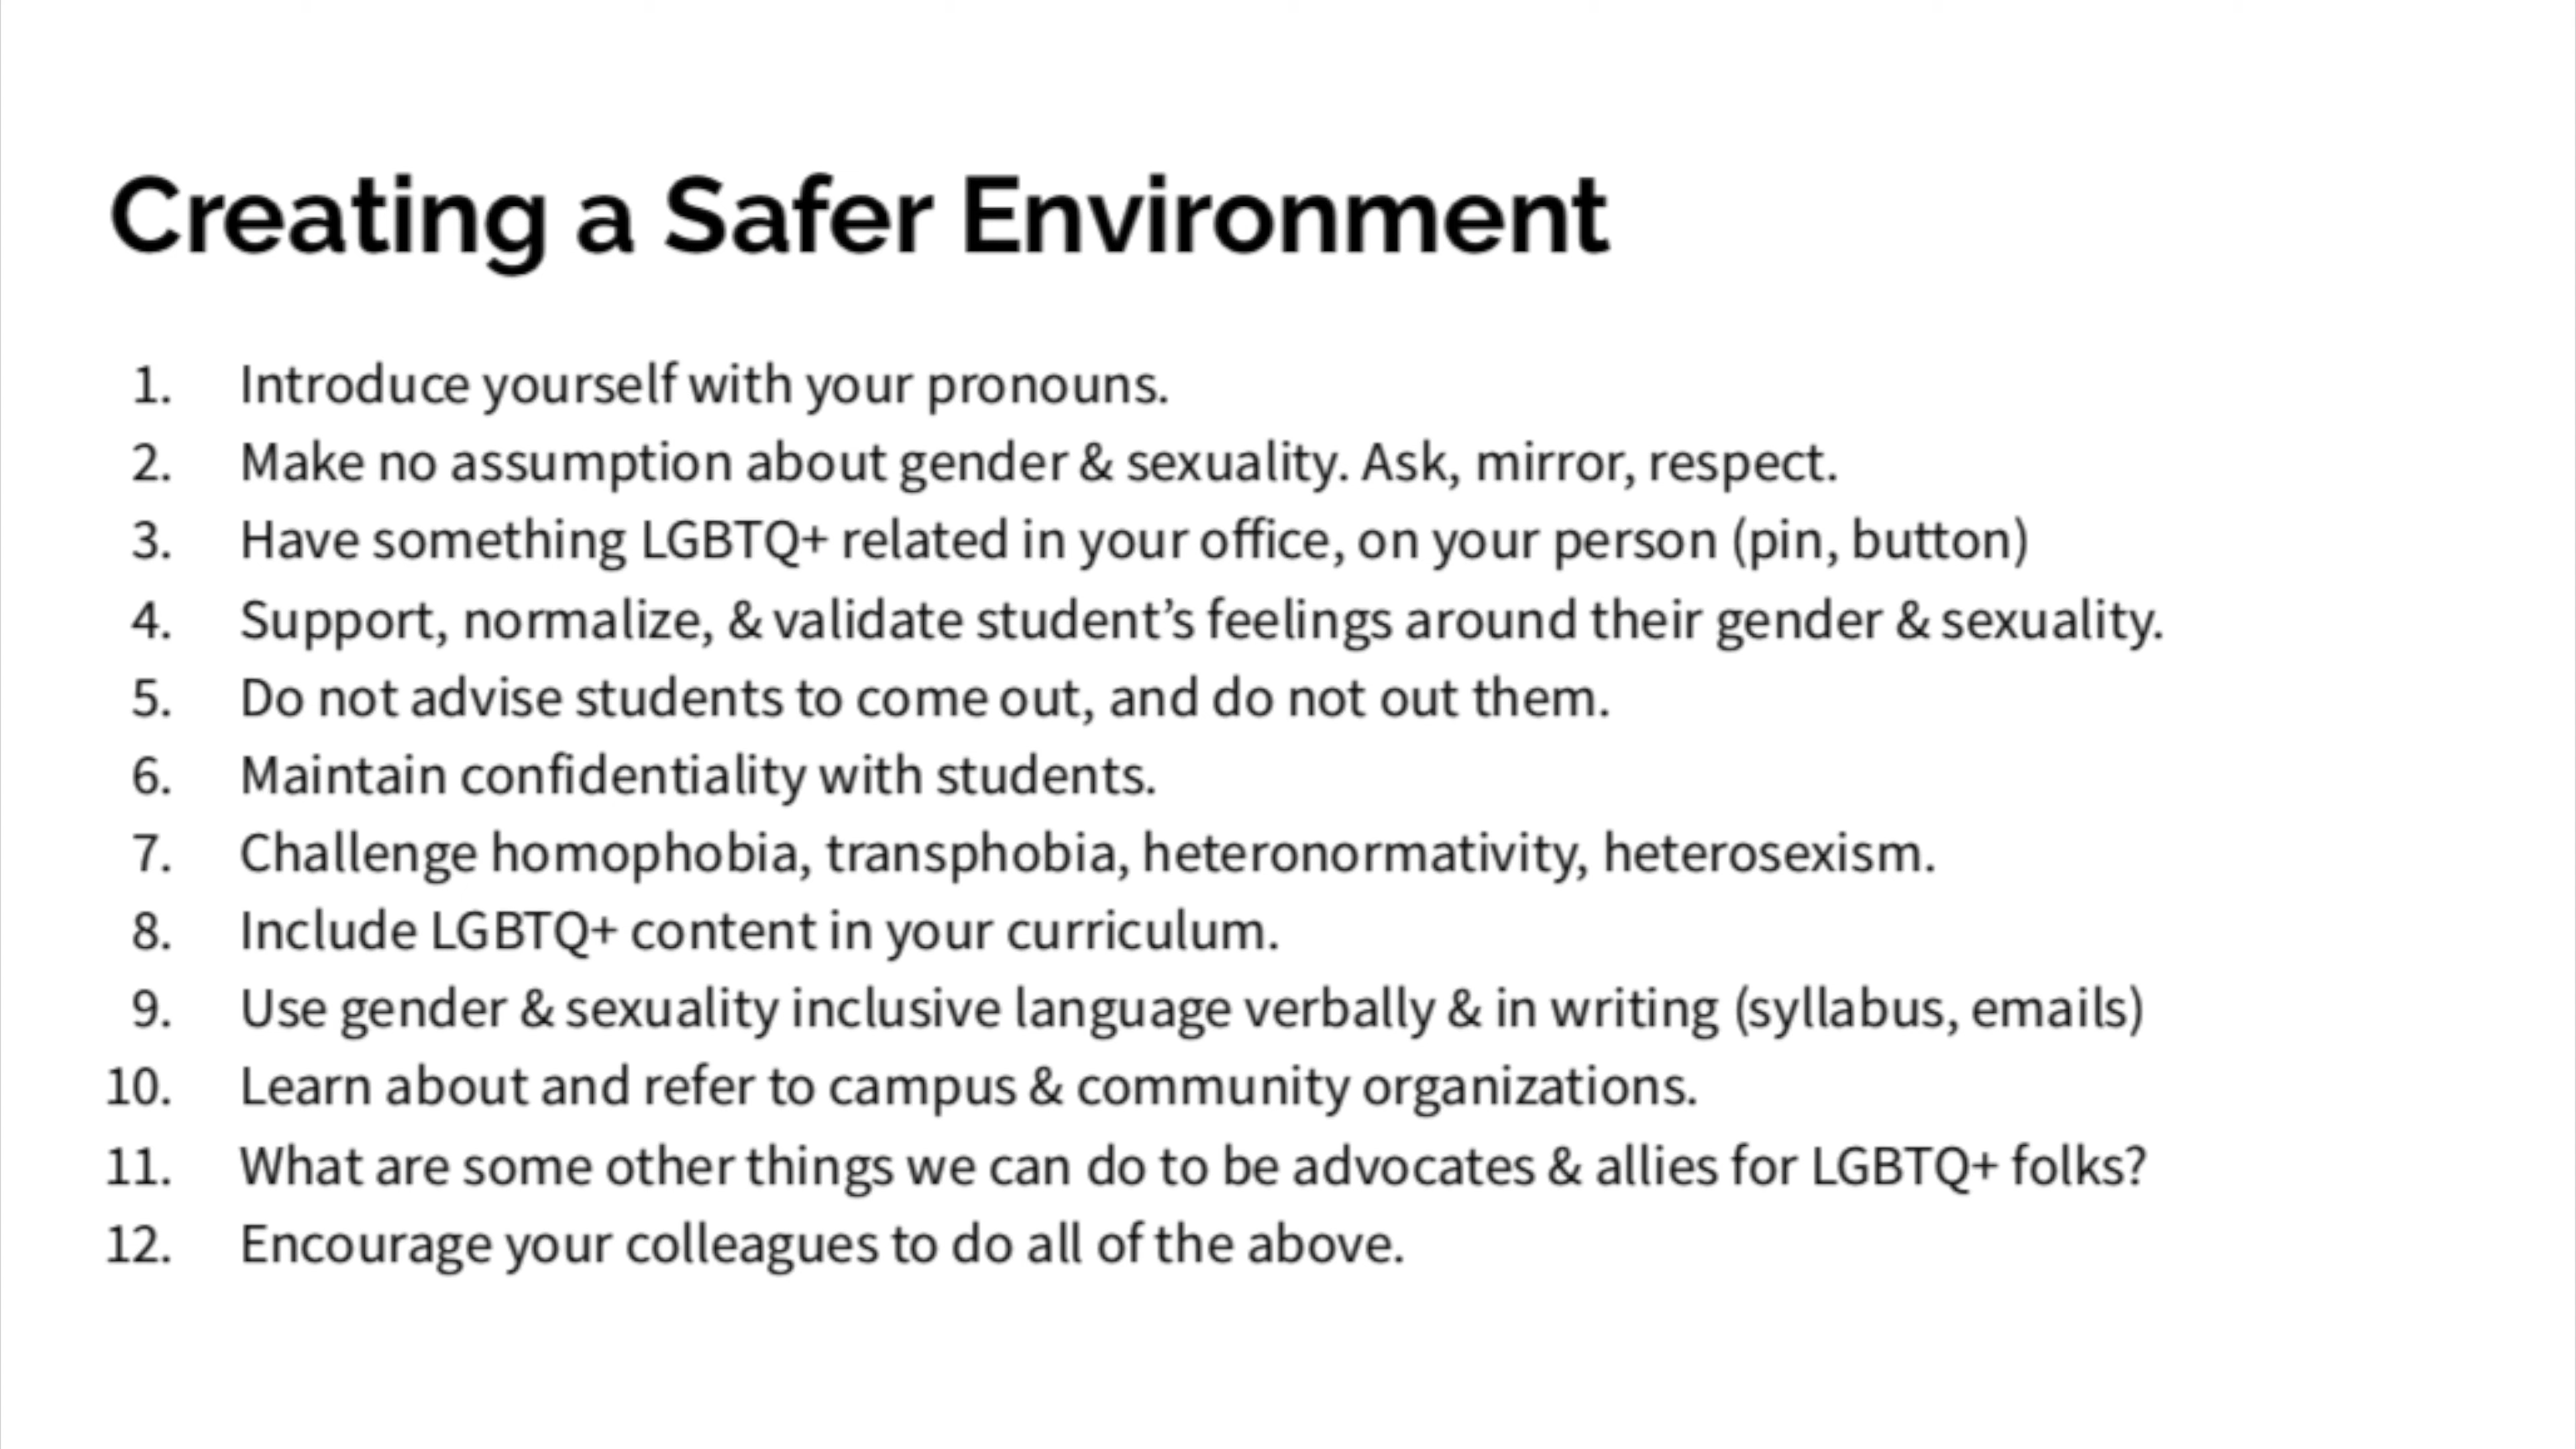 Creating a Safer Environment
1. Introduce yourself with your pronouns.
2. Make no assumption about gender & sexuality. Ask, mirror, respect.
3. Have something LGBTQ+ related in your office, on your person (pin, button)
4. Support, normalize, & validate student’s feelings around their gender & sexuality.
5. Do not advise students to come out, and do not out them.
6. Maintain confidentiality with students.
7. Challenge homophobia, transphobia, heteronormativity, heterosexism.
8. Include LGBTQ+ content in your curriculum.
9. Use gender & sexuality inclusive language verbally & in writing (syllabus, emails)
10. Learn about and refer to campus & community organizations.
11. What are some other things we can do to be advocates & allies for LGBTQ+ folks?
12. Encourage your colleagues to do all of the above.